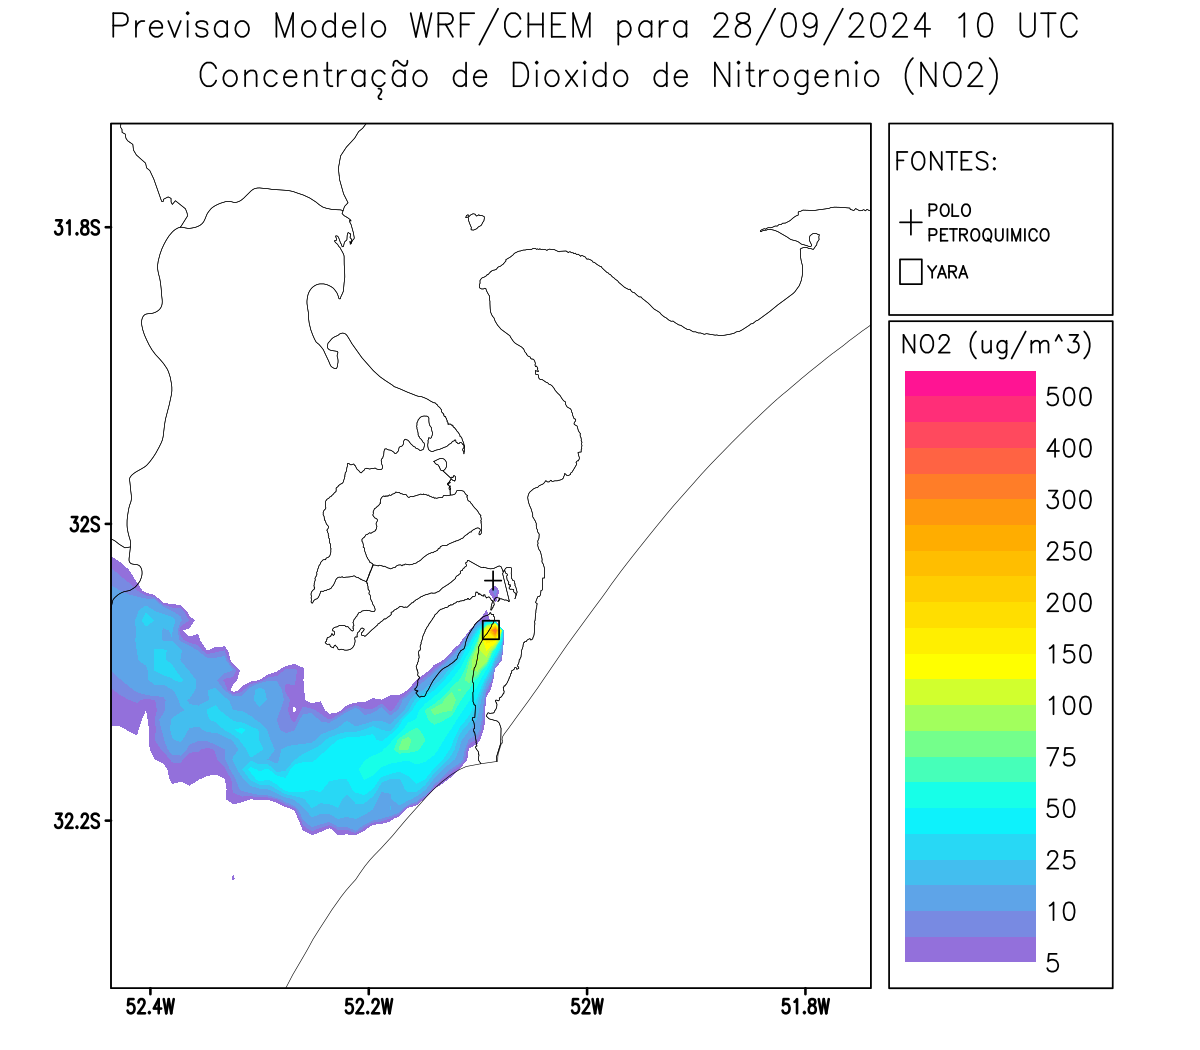 Previsao Modelo WRF/CHEM para 28/09/2024 10 UTC
Concentração de Dioxido de Nitrogenio (NO2)
FONTES:
POLO
PETROQUIMICO
YARA
31.8S
32S
32.2S
52.4W
52.2W
52W
51.8W
NO2 (ug/m^3)
500
400
300
250
200
150
100
75
50
25
10
5